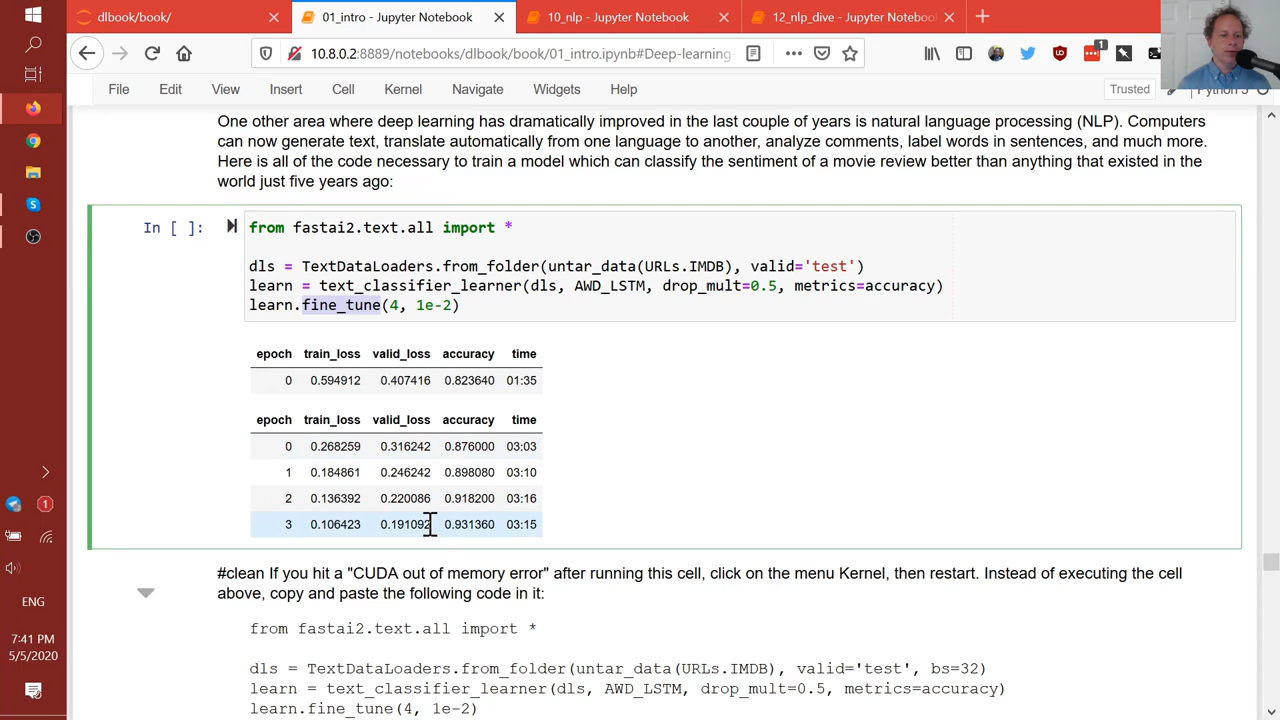 dlbook/book/
01_intro - Jupyter Notebook
10_nlp - Jupyter Notebook
12_nlp_dive - Jupyter Notebook
10.8.0.2:8889/notebooks/dlbook/book/01_intro.ipynb#Deep-learning-
1
File Edit View Insert Cell Kernel Navigate Widgets Help
Trusted
Python 3
One other area where deep learning has dramatically improved in the last couple of years is natural language processing (NLP). Computers
can now generate text, translate automatically from one language to another, analyze comments, label words in sentences, and much more.
Here is all of the code necessary to train a model which can classify the sentiment of a movie review better than anything that existed in the
world just five years ago:
In [ ]:
from fastai2.text.all import *
dls = TextDataLoaders.from_folder(untar_data(URLs.IMDB), valid='test')
learn = text_classifier_learner(dls, AWD_LSTM, drop_mult=0.5, metrics=accuracy)
learn.fine_tune(4, 1e-2)
epoch train_loss valid_loss accuracy time
0 0.594912 0.407416 0.823640 01:35
epoch train_loss valid_loss accuracy time
0 0.268259 0.316242 0.876000 03:03
1 0.184861 0.246242 0.898080 03:10
2 0.136392 0.220086 0.918200 03:16
3 0.106423 0.191092 0.931360 03:15
#clean If you hit a "CUDA out of memory error" after running this cell, click on the menu Kernel, then restart. Instead of executing the cell
above, copy and paste the following code in it:
from fastai2.text.all import *
dls = TextDataLoaders.from_folder(untar_data(URLs.IMDB), valid='test', bs=32)
learn = text_classifier_learner(dls, AWD_LSTM, drop_mult=0.5, metrics=accuracy)
learn.fine_tune(4, 1e-2)
1
ENG
7:41 PM
5/5/2020